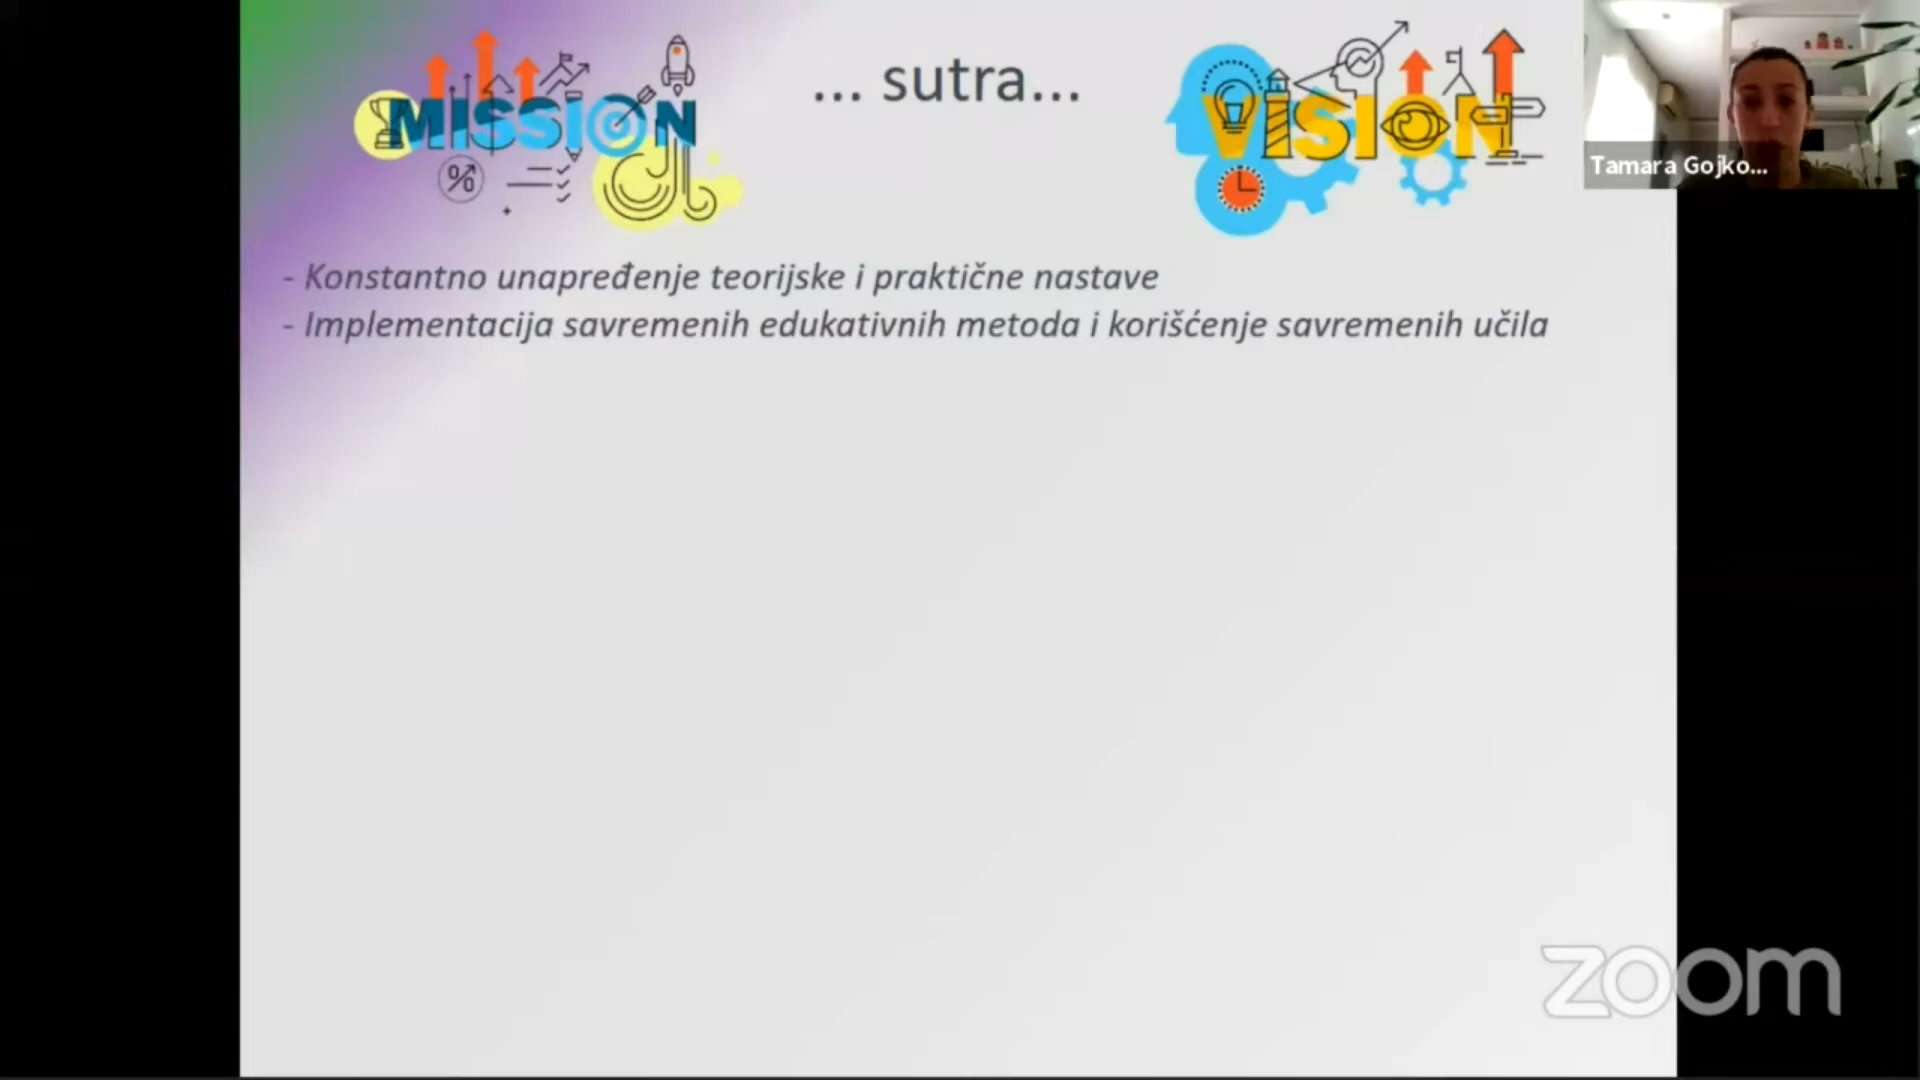 MISSION
... sutra...
VISION
Tamara Gojko...
%
- Konstantno unapređenje teorijske i praktične nastave
- Implementacija savremenih edukativnih metoda i korišćenje savremenih učila
zoom